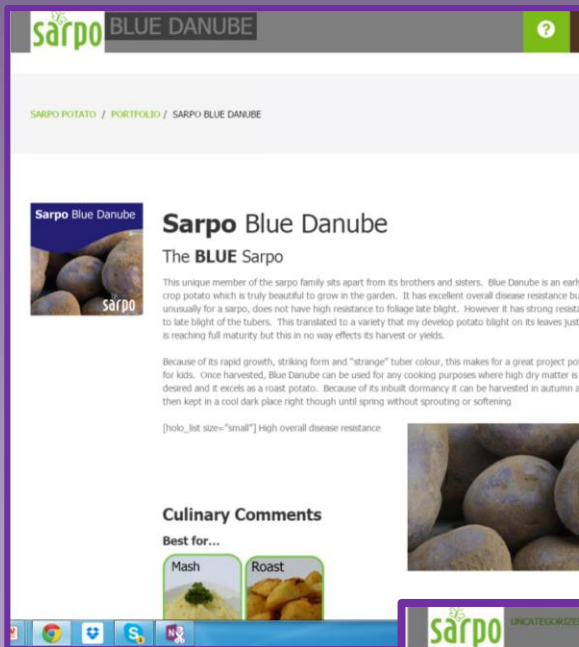 sarpo
BLUE DANUBE
?
SARPO POTATO / PORTFOLIO / SARPO BLUE DANUBE
Sarpo Blue Danube
sarpo
Sarpo Blue Danube
The BLUE Sarpo
This unique member of the sarpo family sits apart from its brothers and sisters. Blue Danube is an early
crop potato which is truly beautiful to grow in the garden. It has excellent overall disease resistance bu
unusually for a sarpo, does not have high resistance to foliage late blight. However it has strong resista
to late blight of the tubers. This translated to a variety that my develop potato blight on its leaves just
is reaching full maturity but this in no way effects its harvest or yields.
Because of its rapid growth, striking form and "strange" tuber colour, this makes for a great project po
for kids. Once harvested, Blue Danube can be used for any cooking purposes where high dry matter is
desired and it excels as a roast potato. Because of its inbuilt dormancy it can be harvested in autumn a
then kept in a cool dark place right though until spring without sprouting or softening
[holo_list size="small"] High overall disease resistance
Culinary Comments
Best for...
Mash
Roast
sarpo
UNCATEGORIZE